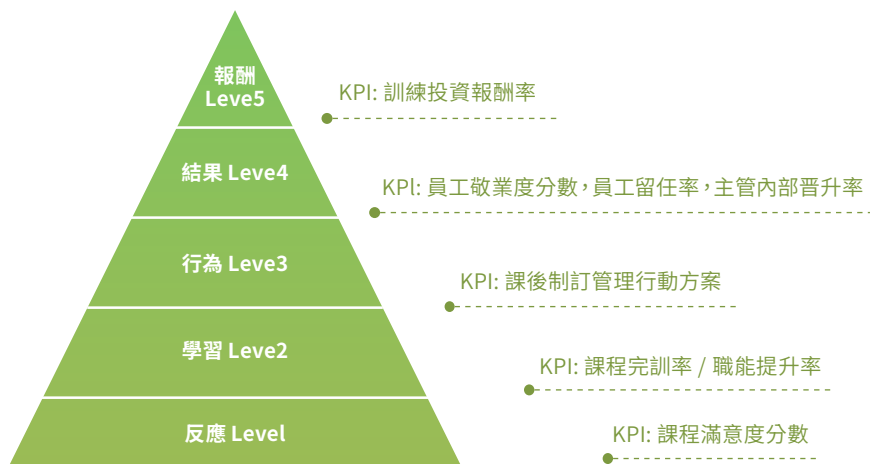 報酬
Leve5
KPI: 訓練投資報酬率
結果 Leve4
KPl: 員工敬業度分數，員工留任率，主管內部晋升率
行為 Leve3
KPI: 課後制訂管理行動方案
學習 Leve2
KPI: 課程完訓率 / 職能提升率
反應 Level
KPI: 課程滿意度分數